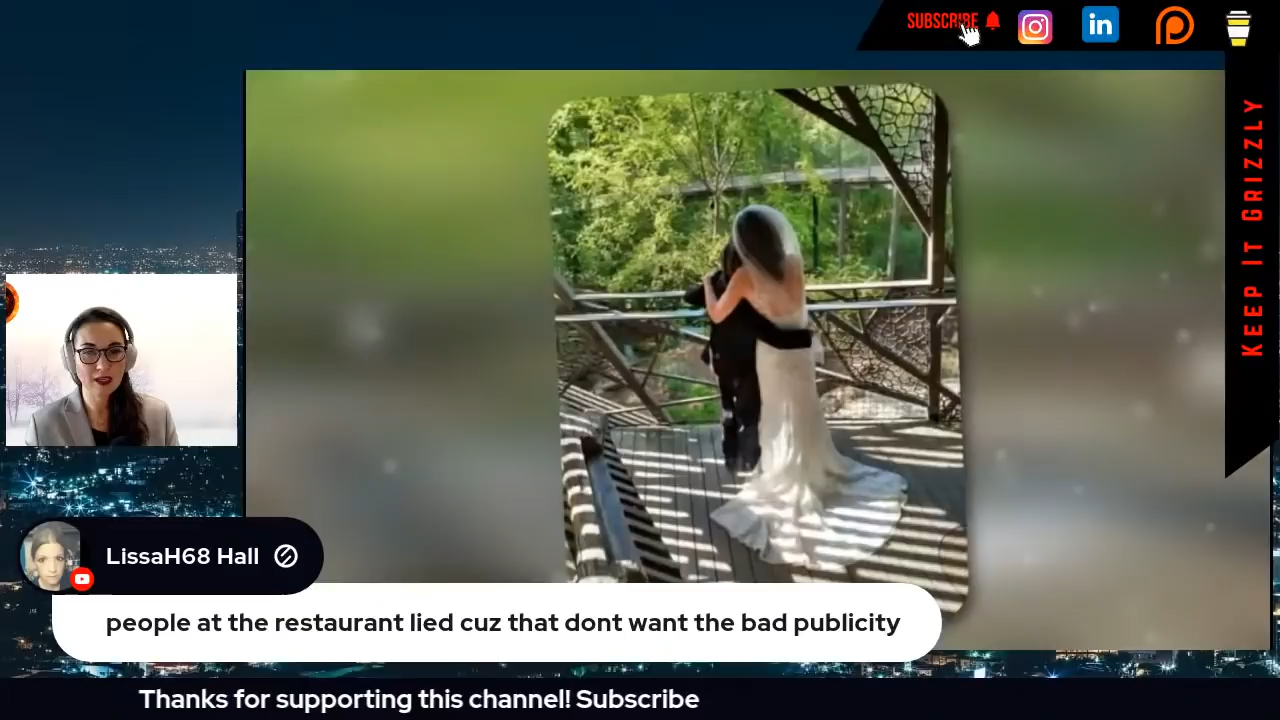 SUBSCRIBE
in
KEEP IT GRIZZLY
LissaH68 Hall
people at the restaurant lied cuz that dont want the bad publicity
Thanks for supporting this channel! Subscribe